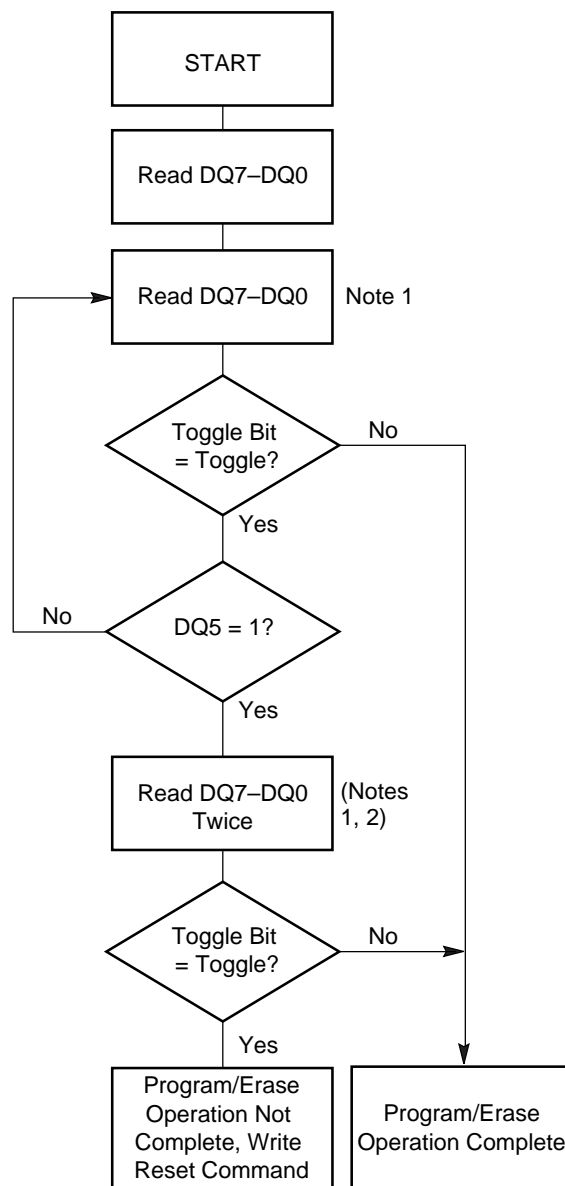 START
Read DQ7–DQ0
Read DQ7–DQ0
Note 1
Toggle Bit
= Toggle?
No
Yes
DQ5 = 1?
No
Yes
Read DQ7–DQ0
Twice
(Notes
1, 2)
Toggle Bit
= Toggle?
No
Yes
Program/Erase
Operation Not
Complete, Write
Reset Command
Program/Erase
Operation Complete